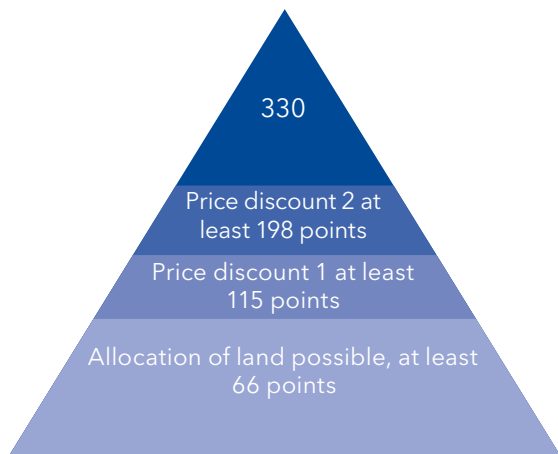 330
Price discount 2 at
least 198 points
Price discount 1 at least
115 points
Allocation of land possible, at least
66 points